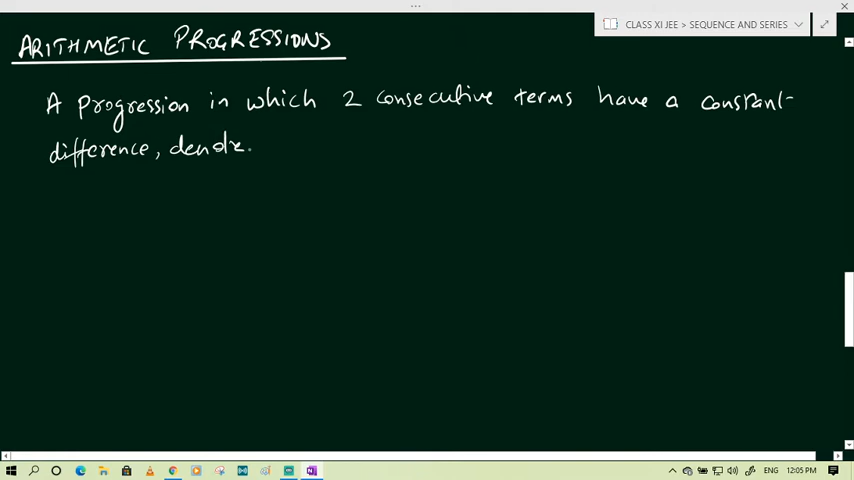 CLASS XI JEE > SEQUENCE AND SERIES
ARITHMETIC PROGRESSIONS
A progression in which 2 consecutive terms have a constant
difference, denote
ENG 12:05 PM